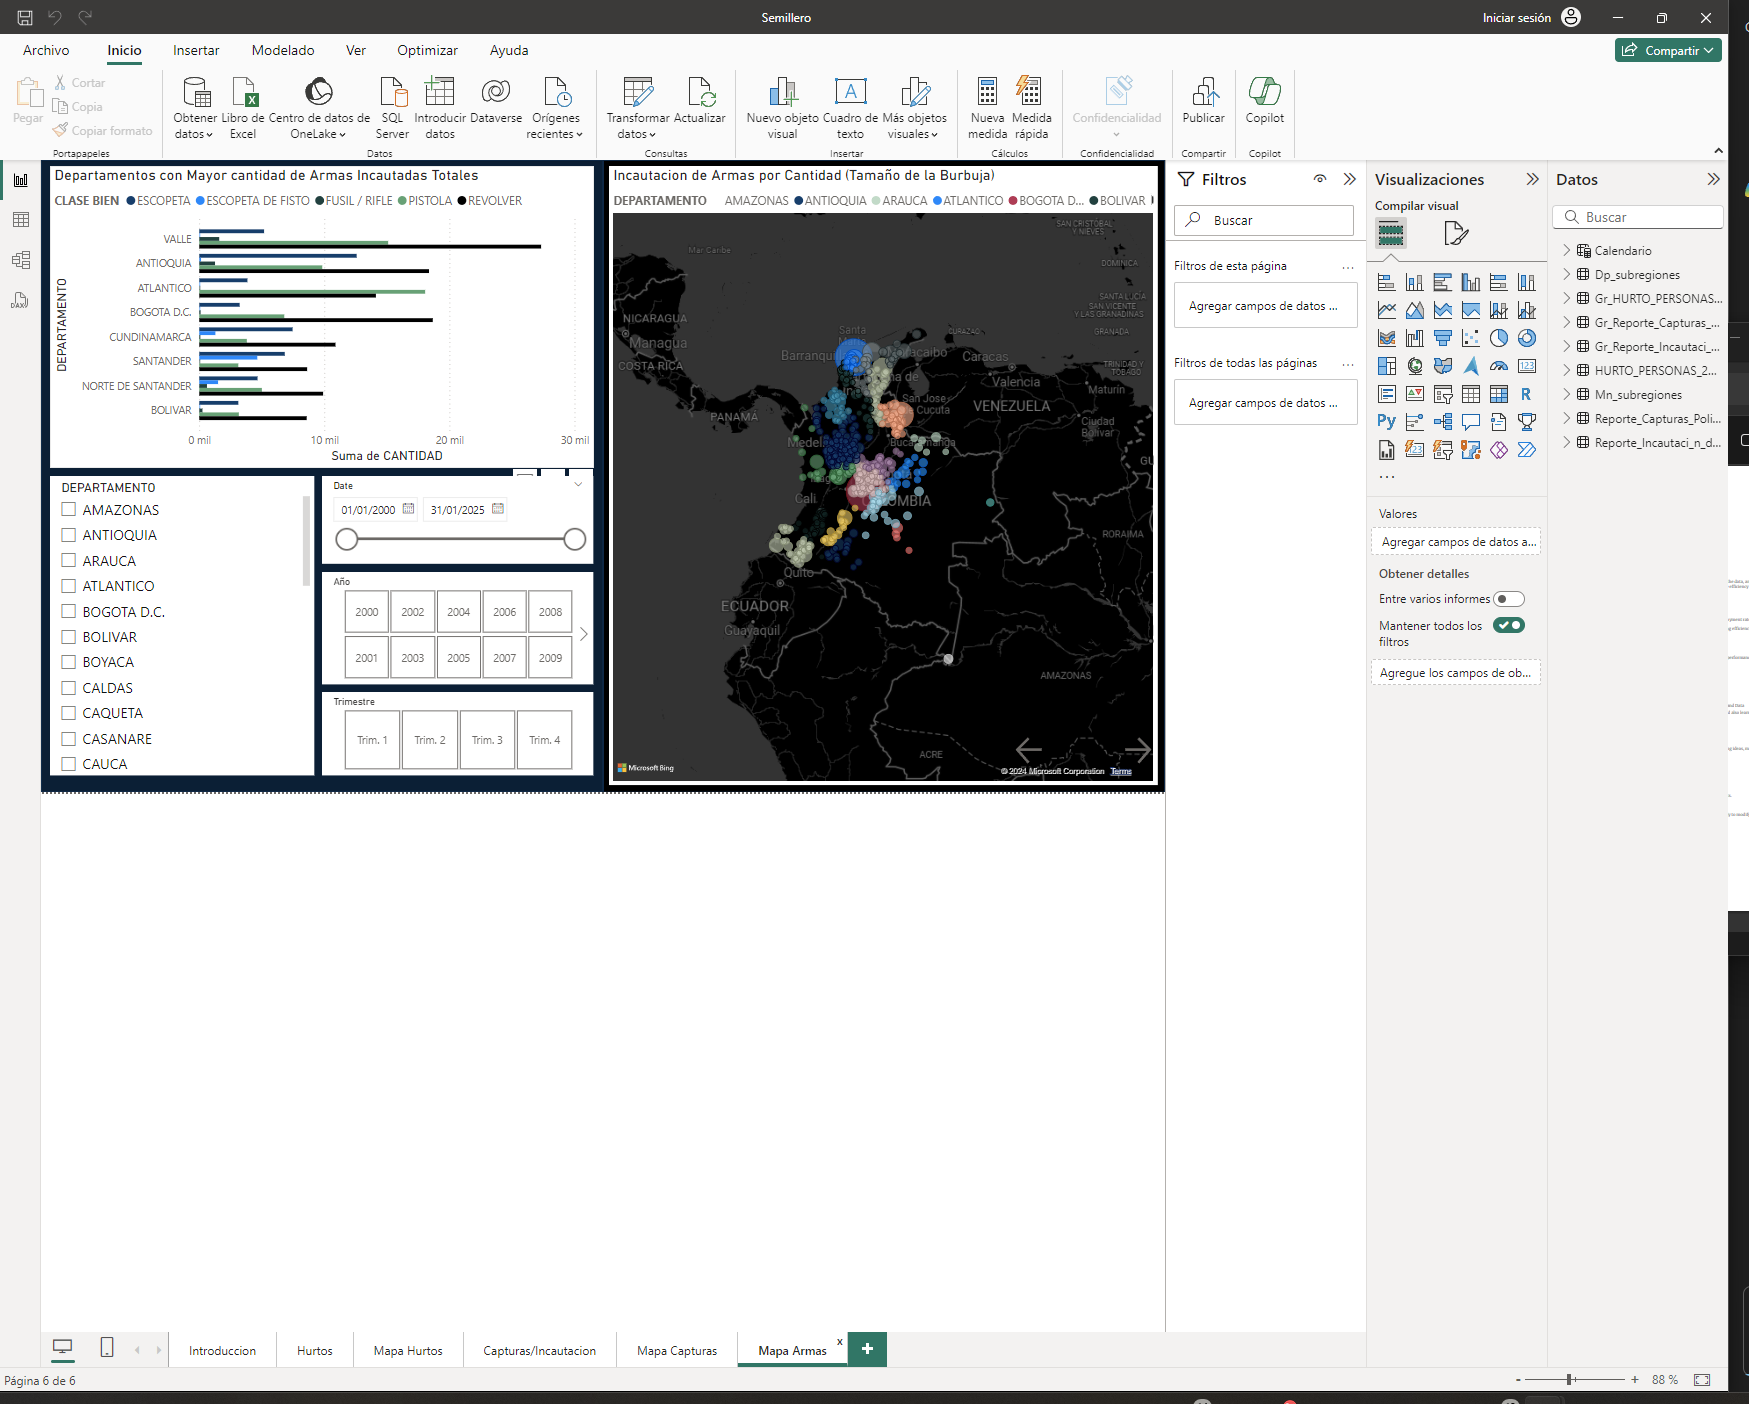 Semillero
Iniciar sesión
Archivo
Inicio
Insertar
Modelado
Ver
Optimizar
Ayuda
Compartir
Pegar
Cortar
Copia
Copiar formato
Portapapeles
Obtener datos
Libro de Excel
Centro de datos de OneLake
SQL Server
Introducir datos
Dataverse
Orígenes recientes
Datos
Transformar datos
Actualizar
Consultas
Nuevo objeto visual
Cuadro de texto
Más objetos visuales
Insertar
Nueva medida
Medida rápida
Cálculos
Confidencialidad
Confidencialidad
Publicar
Compartir
Copilot
Copilot
Departamentos con Mayor cantidad de Armas Incautadas Totales
CLASE BIEN ESCOPETA ESCOPETA DE FISTO FUSIL / RIFLE PISTOLA REVOLVER
DEPARTAMENTO
VALLE
ANTIOQUIA
ATLANTICO
BOGOTA D.C.
CUNDINAMARCA
SANTANDER
NORTE DE SANTANDER
BOLIVAR
0 mil 10 mil 20 mil 30 mil
Suma de CANTIDAD
DEPARTAMENTO
AMAZONAS
ANTIOQUIA
ARAUCA
ATLANTICO
BOGOTA D.C.
BOLIVAR
BOYACA
CALDAS
CAQUETA
CASANARE
CAUCA
Date
01/01/2000 31/01/2025
Año
2000 2002 2004 2006 2008
2001 2003 2005 2007 2009
Trimestre
Trim. 1 Trim. 2 Trim. 3 Trim. 4
Incautacion de Armas por Cantidad (Tamaño de la Burbuja)
DEPARTAMENTO AMAZONAS ANTIOQUIA ARAUCA ATLANTICO BOGOTA D... BOLIVAR
Mar Caribe
SAN CRISTÓBAL Y NIEVES
DOMINICA
SANTA LUCIA
SAN VICENTE Y LAS GRANADINAS
GRANADA
NICARAGUA
Managua
COSTA RICA
PANAMÁ
Santa
Barranqui
Caracas
Valencia
Maturín
TRINIDAD Y TOBAGO
San Jose
Cucuta
VENEZUELA
Ciudad Bolívar
Medel
Cali
Quito
ECUADOR
Guayaquil
RORAIMA
AMAZONAS
ACRE
Microsoft Bing
© 2024 Microsoft Corporation Terms
Filtros
Buscar
Filtros de esta página ...
Agregar campos de datos ...
Filtros de todas las páginas ...
Agregar campos de datos ...
Visualizaciones
Compilar visual
123
R
Py
...
Valores
Agregar campos de datos a...
Obtener detalles
Entre varios informes
Mantener todos los filtros
Agregue los campos de ob...
Datos
Buscar
Calendario
Dp_subregiones
Gr_HURTO_PERSONAS...
Gr_Reporte_Capturas_...
Gr_Reporte_Incautaci_...
HURTO_PERSONAS_2...
Mn_subregiones
Reporte_Capturas_Poli...
Reporte_Incautaci_n_d...
Introduccion
Hurtos
Mapa Hurtos
Capturas/Incautacion
Mapa Capturas
Mapa Armas
x
+
Página 6 de 6
- + 88 %